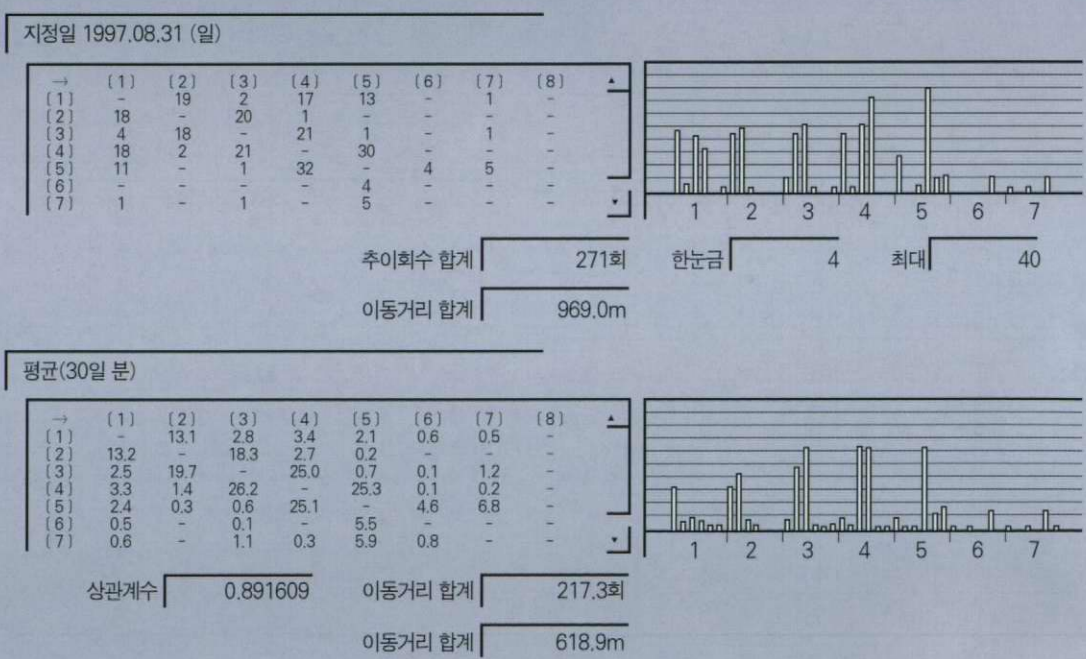 지정일 1997.08.31 (일)
→ (1) (2) (3) (4) (5) (6) (7) (8) ▲
(1) - 19 2 17 13 - 1 -
(2) 18 - 20 1 - - - -
(3) 4 18 - 21 1 - 1 -
(4) 18 2 21 - 30 - - -
(5) 11 - 1 32 - 4 5 -
(6) - - - - 4 - - -
(7) 1 - 1 - 5 - - - ▼
1 2 3 4 5 6 7
추이회수 합계 271회 한눈금 4 최대 40
이동거리 합계 969.0m
평균(30일 분)
→ (1) (2) (3) (4) (5) (6) (7) (8) ▲
(1) - 13.1 2.8 3.4 2.1 0.6 0.5 -
(2) 13.2 - 18.3 2.7 0.2 - - -
(3) 2.5 19.7 - 25.0 0.7 0.1 1.2 -
(4) 3.3 1.4 26.2 - 25.3 0.1 0.2 -
(5) 2.4 0.3 0.6 25.1 - 4.6 6.8 -
(6) 0.5 - 0.1 - 5.5 - - -
(7) 0.6 - 1.1 0.3 5.9 0.8 - - ▼
1 2 3 4 5 6 7
상관계수 0.891609 이동거리 합계 217.3회
이동거리 합계 618.9m